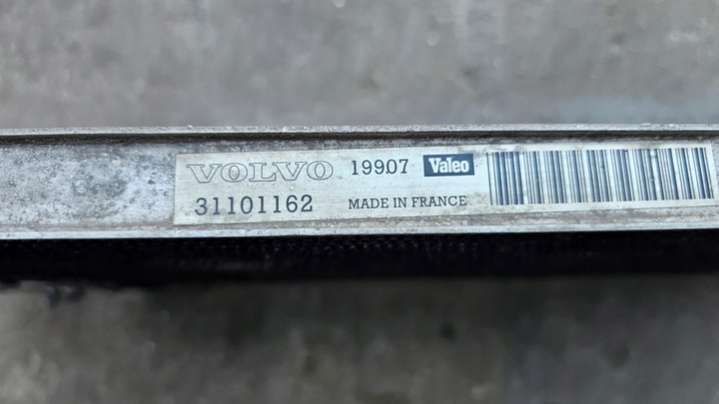 VOLVO 19907 Valeo
31101162 MADE IN FRANCE